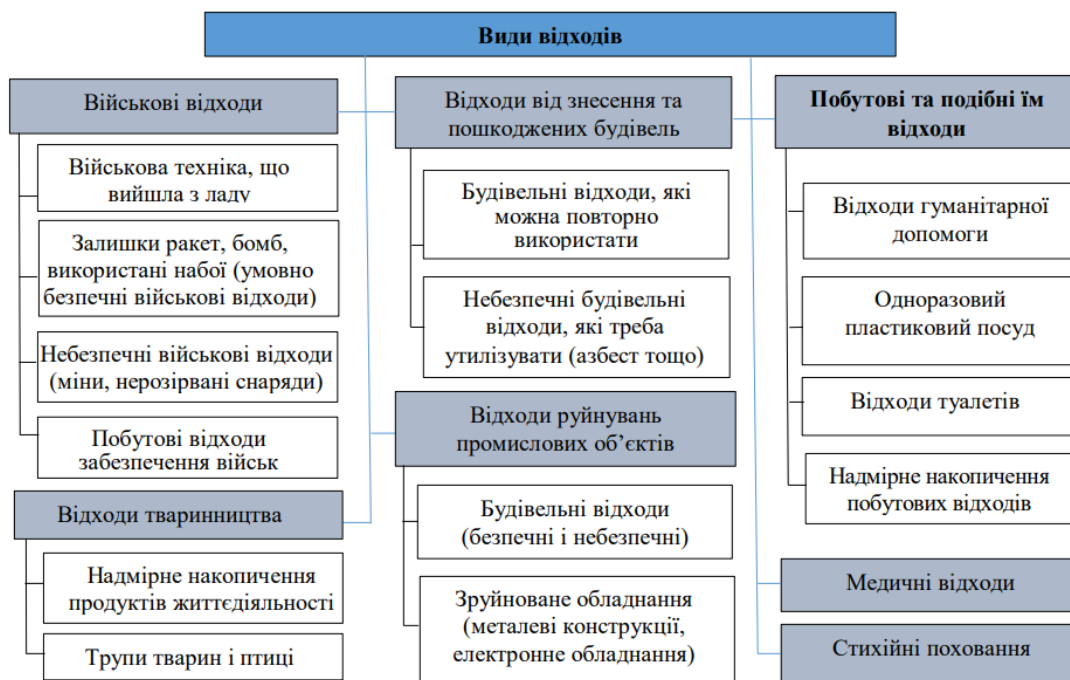 Види відходів
Військові відходи
Військова техніка, що
вийшла з ладу
Залишки ракет, бомб,
використані набої (умовно
безпечні військові відходи)
Небезпечні військові відходи
(міни, нерозірвані снаряди)
Побутові відходи
забезпечення військ
Відходи тваринництва
Надмірне накопичення
продуктів життєдіяльності
Трупи тварин і птиці
Відходи від знесення та
пошкоджених будівель
Будівельні відходи, які
можна повторно
використати
Небезпечні будівельні
відходи, які треба
утилізувати (азбест тощо)
Відходи руйнувань
промислових об’єктів
Будівельні відходи
(безпечні і небезпечні)
Зруйноване обладнання
(металеві конструкції,
електронне обладнання)
Побутові та подібні їм
відходи
Відходи гуманітарної
допомоги
Одноразовий
пластиковий посуд
Відходи туалетів
Надмірне накопичення
побутових відходів
Медичні відходи
Стихійні поховання